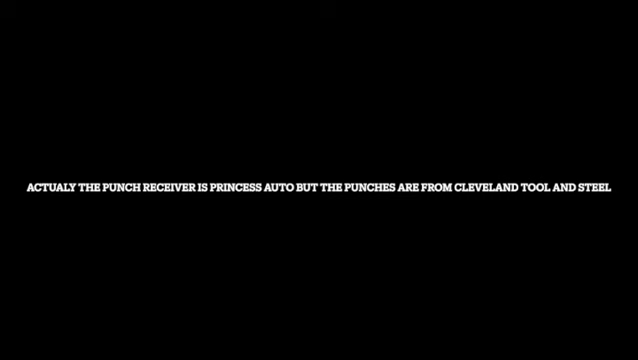 ACTUALY THE PUNCH RECEIVER IS PRINCESS AUTO BUT THE PUNCHES ARE FROM CLEVELAND TOOL AND STEEL